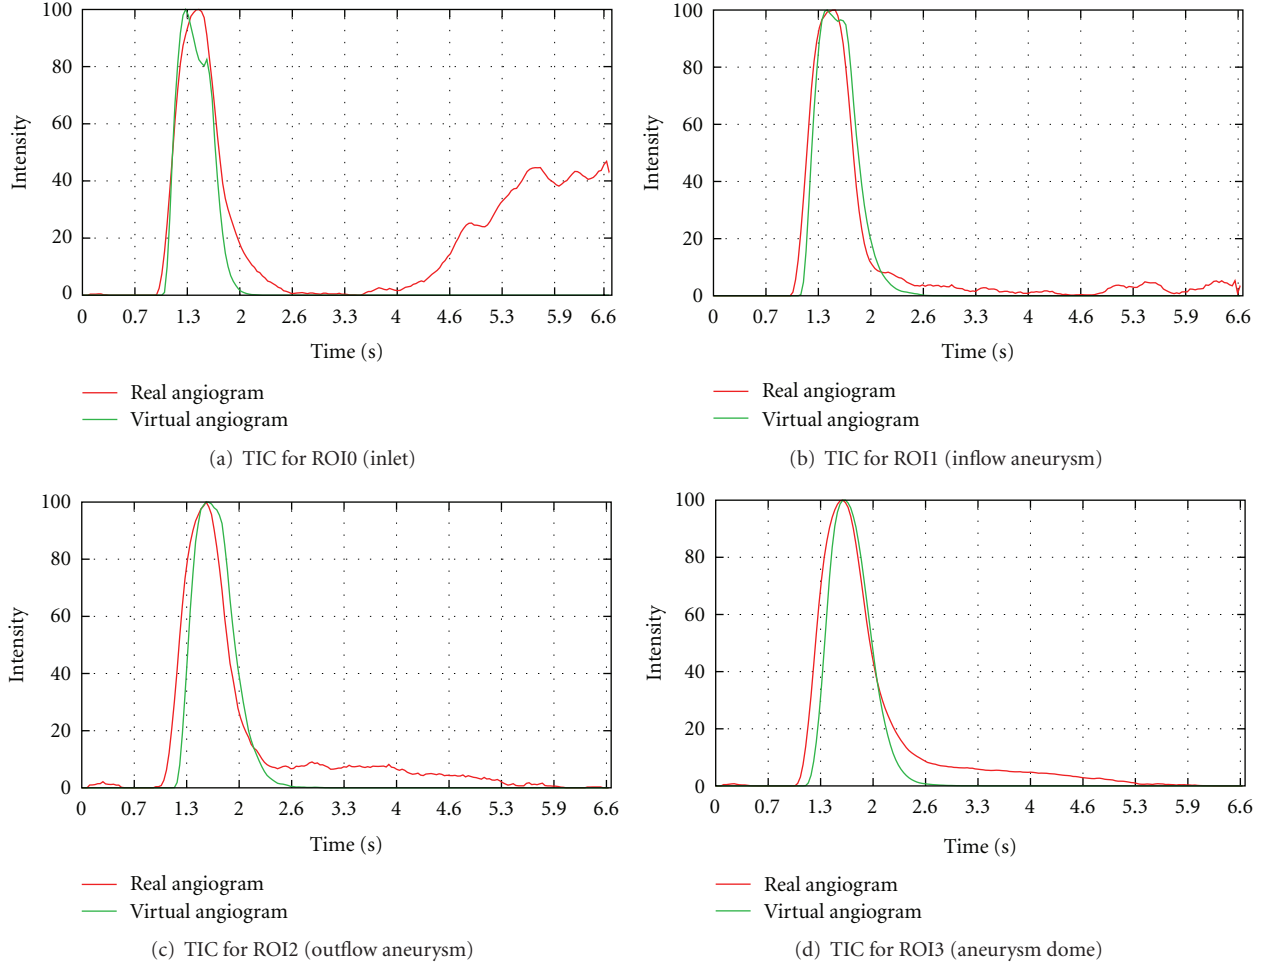 100
80
60
40
20
0
Intensity
0 0.7 1.3 2 2.6 3.3 4 4.6 5.3 5.9 6.6
Time (s)
Real angiogram
Virtual angiogram
(a) TIC for ROI0 (inlet)
100
80
60
40
20
0
Intensity
0 0.7 1.3 2 2.6 3.3 4 4.6 5.3 5.9 6.6
Time (s)
Real angiogram
Virtual angiogram
(b) TIC for ROI1 (inflow aneurysm)
100
80
60
40
20
0
Intensity
0 0.7 1.3 2 2.6 3.3 4 4.6 5.3 5.9 6.6
Time (s)
Real angiogram
Virtual angiogram
(c) TIC for ROI2 (outflow aneurysm)
100
80
60
40
20
0
Intensity
0 0.7 1.3 2 2.6 3.3 4 4.6 5.3 5.9 6.6
Time (s)
Real angiogram
Virtual angiogram
(d) TIC for ROI3 (aneurysm dome)